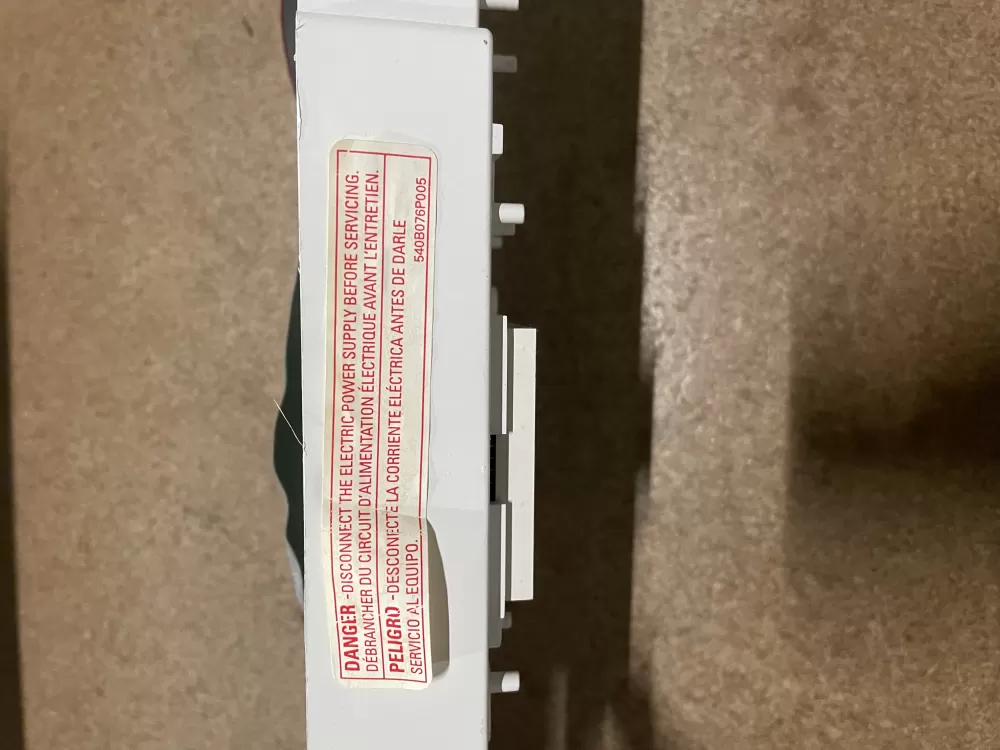 DANGER - DISCONNECT THE ELECTRIC POWER SUPPLY BEFORE SERVICING.
DÉBRANCHER DU CIRCUIT D'ALIMENTATION ÉLECTRIQUE AVANT L'ENTRETIEN.
PELIGRO - DESCONECTE LA CORRIENTE ELÉCTRICA ANTES DE DARLE
SERVICIO AL EQUIPO.
540B076P005